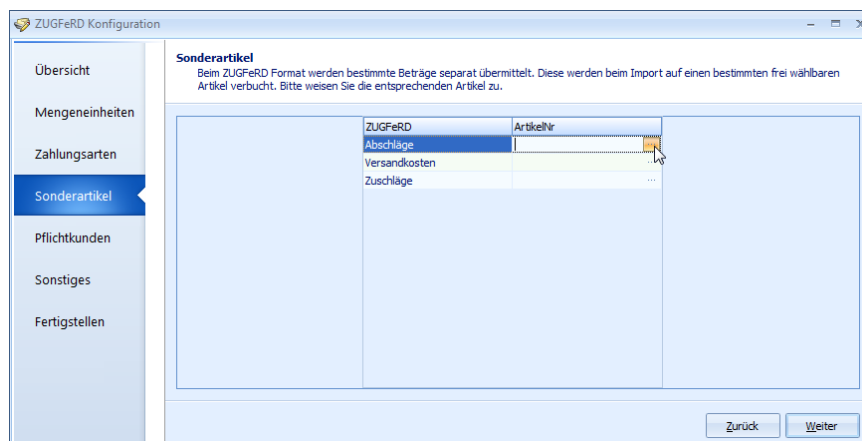 ZUGFeRD Konfiguration
Übersicht
Mengeneinheiten
Zahlungsarten
Sonderartikel
Pflichtkunden
Sonstiges
Fertigstellen
Sonderartikel
Beim ZUGFeRD Format werden bestimmte Beträge separat übermittelt. Diese werden beim Import auf einen bestimmten frei wählbaren
Artikel verbucht. Bitte weisen Sie die entsprechenden Artikel zu.
ZUGFeRD ArtikelNr
Abschläge ...
Versandkosten ...
Zuschläge ...
Zurück Weiter